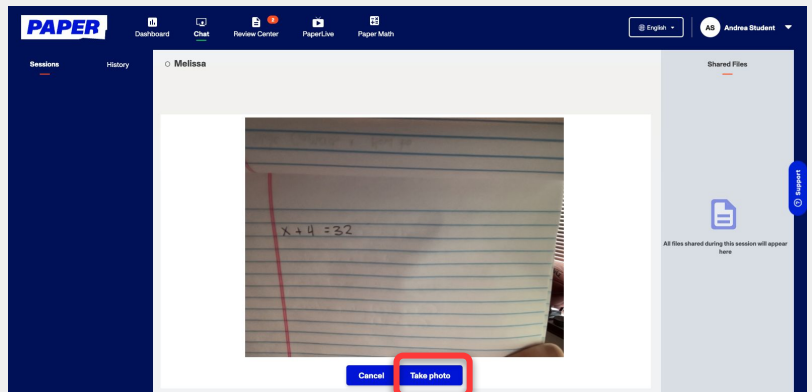 PAPER
Dashboard
Chat
2
Review Center
PaperLive
Paper Math
English
AS Andrea Student
Sessions
History
Melissa
Shared Files
x + 4 = 32
Support
All files shared during this session will appear
here
Cancel
Take photo